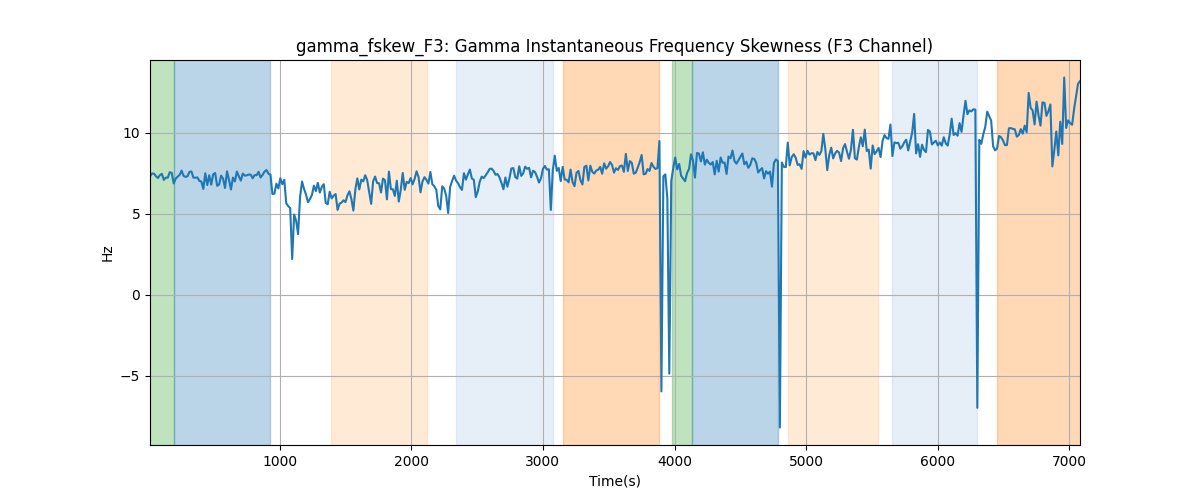 gamma_fskew_F3: Gamma Instantaneous Frequency Skewness (F3 Channel)
10
5
0
−5
Hz
1000 2000 3000 4000 5000 6000 7000
Time(s)